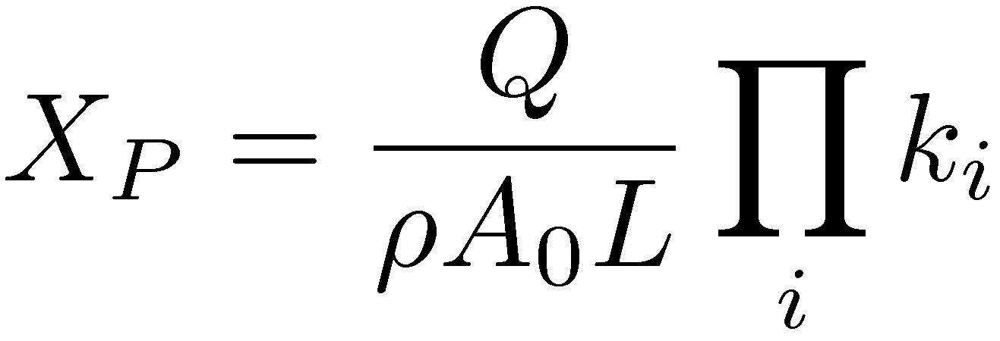 X_P = \frac{Q}{\rho A_0 L} \prod_i k_i